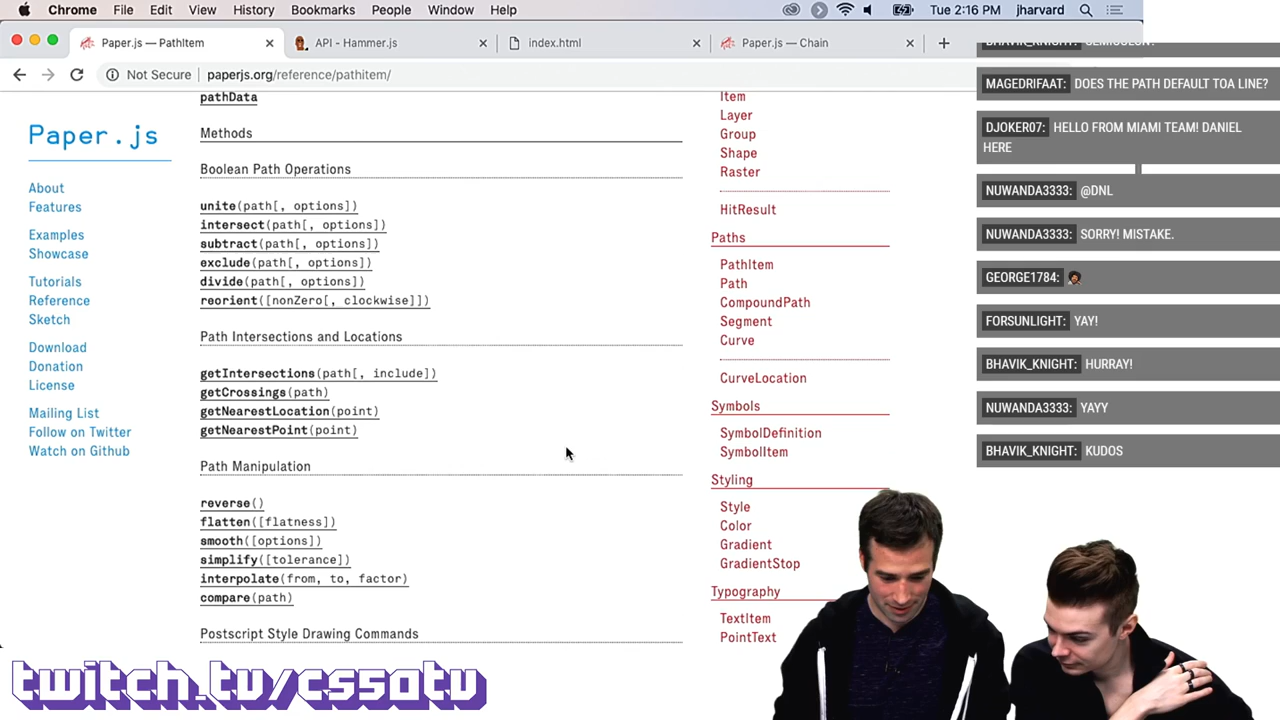 Chrome File Edit View History Bookmarks People Window Help
Tue 2:16 PM jharvard
Paper.js — PathItem
API - Hammer.js
index.html
Paper.js — Chain
Not Secure
paperjs.org/reference/pathitem/
Paper.js
About
Features
Examples
Showcase
Tutorials
Reference
Sketch
Download
Donation
License
Mailing List
Follow on Twitter
Watch on Github
pathData
Methods
Boolean Path Operations
unite(path[, options])
intersect(path[, options])
subtract(path[, options])
exclude(path[, options])
divide(path[, options])
reorient([nonZero[, clockwise]])
Path Intersections and Locations
getIntersections(path[, include])
getCrossings(path)
getNearestLocation(point)
getNearestPoint(point)
Path Manipulation
reverse()
flatten([flatness])
smooth([options])
simplify([tolerance])
interpolate(from, to, factor)
compare(path)
Postscript Style Drawing Commands
Item
Layer
Group
Shape
Raster
HitResult
Paths
PathItem
Path
CompoundPath
Segment
Curve
CurveLocation
Symbols
SymbolDefinition
SymbolItem
Styling
Style
Color
Gradient
GradientStop
Typography
TextItem
PointText
BHAVIK_KNIGHT: SEMICOLON?
MAGEDRIFAAT: DOES THE PATH DEFAULT TOA LINE?
DJOKER07: HELLO FROM MIAMI TEAM! DANIEL
HERE
NUWANDA3333: @DNL
NUWANDA3333: SORRY! MISTAKE.
GEORGE1784:
FORSUNLIGHT: YAY!
BHAVIK_KNIGHT: HURRAY!
NUWANDA3333: YAYY
BHAVIK_KNIGHT: KUDOS
twitch.tv/cs50tv